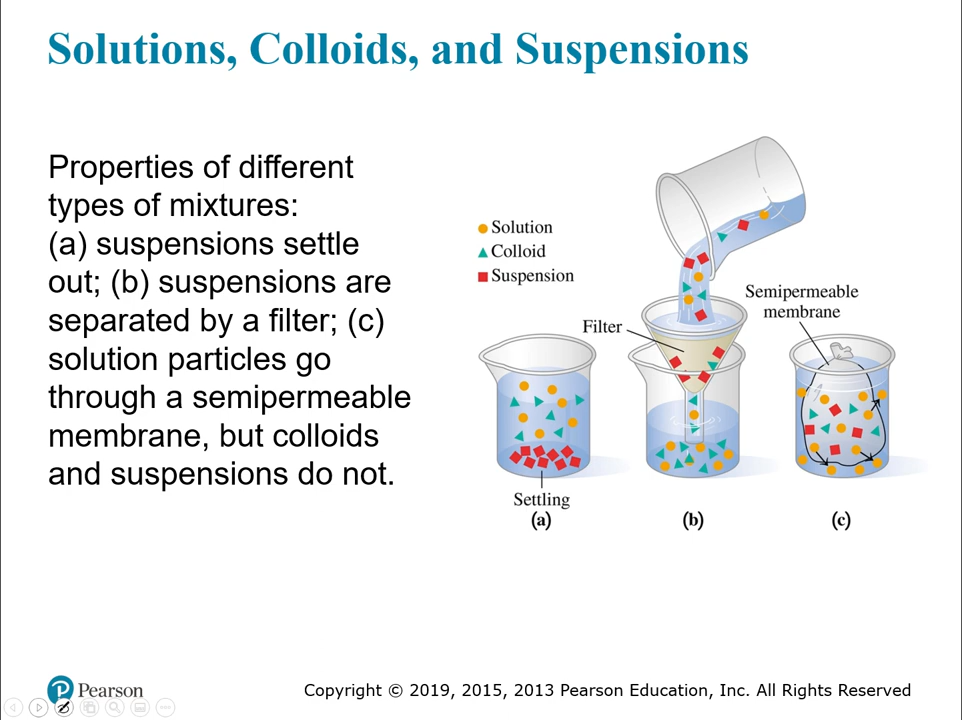 Solutions, Colloids, and Suspensions
Properties of different
types of mixtures:
(a) suspensions settle
out; (b) suspensions are
separated by a filter; (c)
solution particles go
through a semipermeable
membrane, but colloids
and suspensions do not.
Solution
Colloid
Suspension
Filter
Semipermeable
membrane
Settling
(a)
(b)
(c)
Pearson
Copyright © 2019, 2015, 2013 Pearson Education, Inc. All Rights Reserved